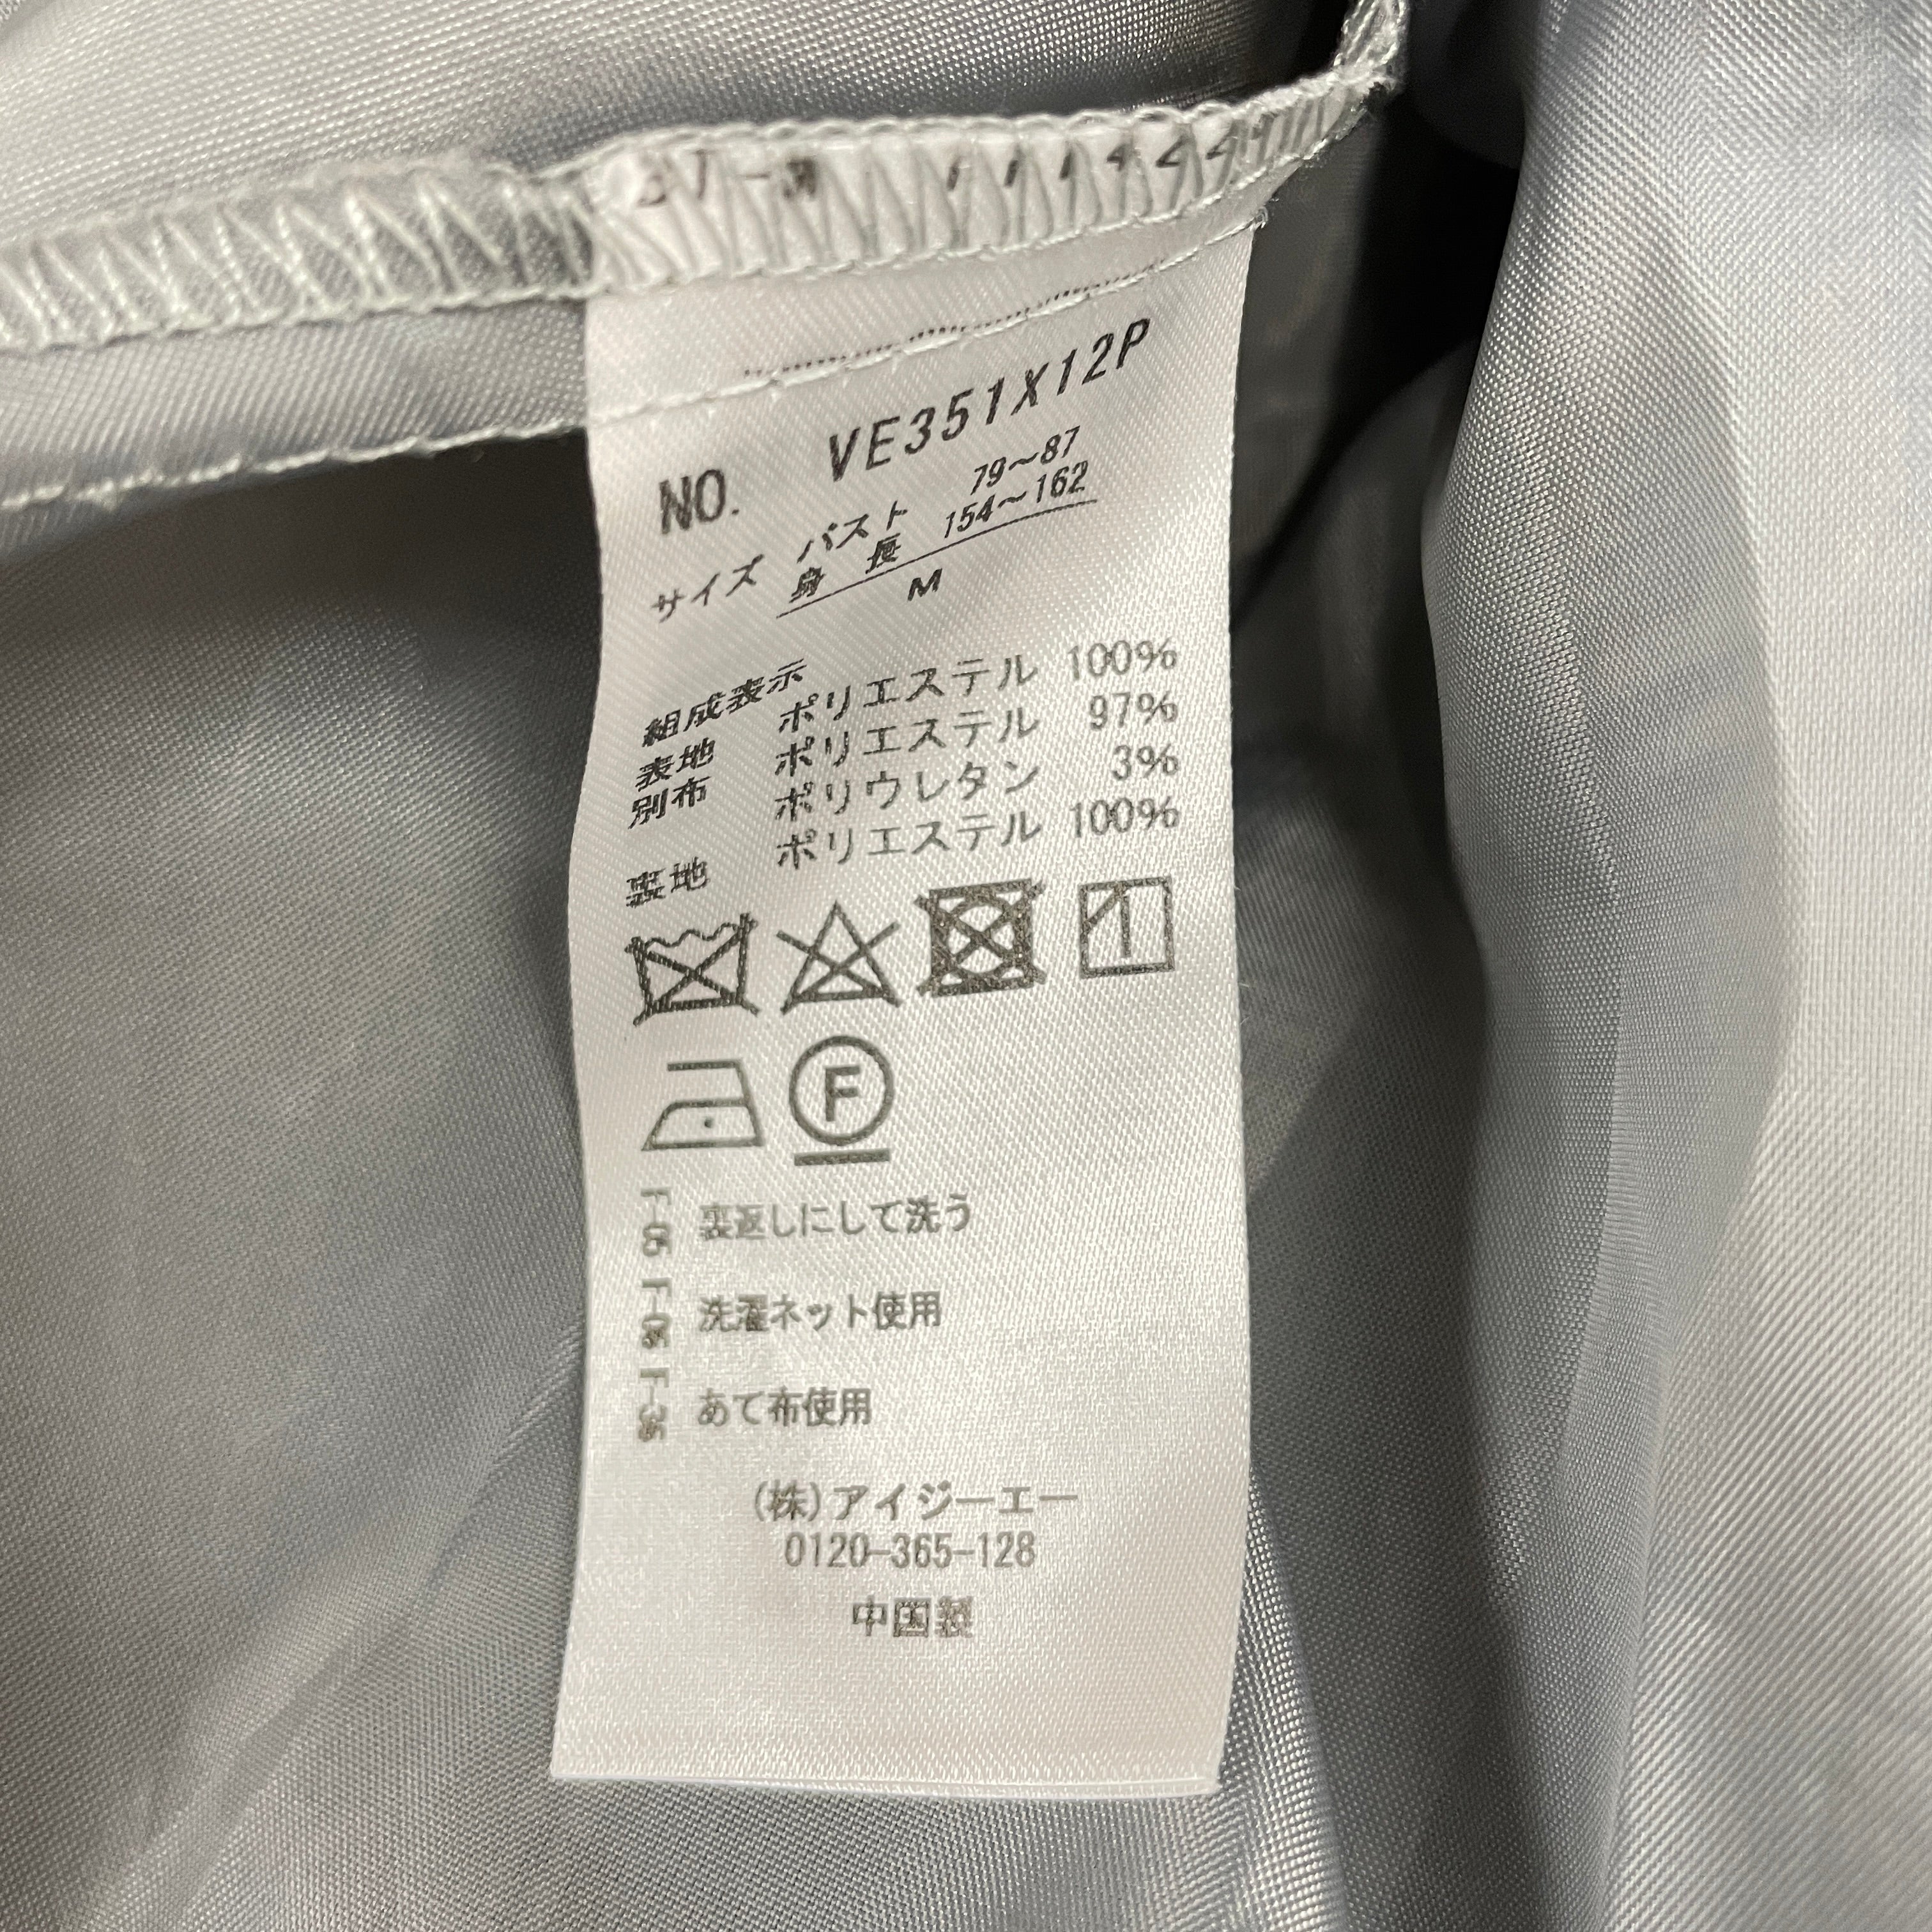 NO. VE351X12P
サイズ バスト 79～87
身長 154～162
M
組成表示
表地 ポリエステル 100%
別布 ポリエステル 97%
ポリウレタン 3%
裏地 ポリエステル 100%
F
F-05 裏返しにして洗う
F-06 洗濯ネット使用
F-36 あて布使用
(株)アイジーエー
0120-365-128
中国製